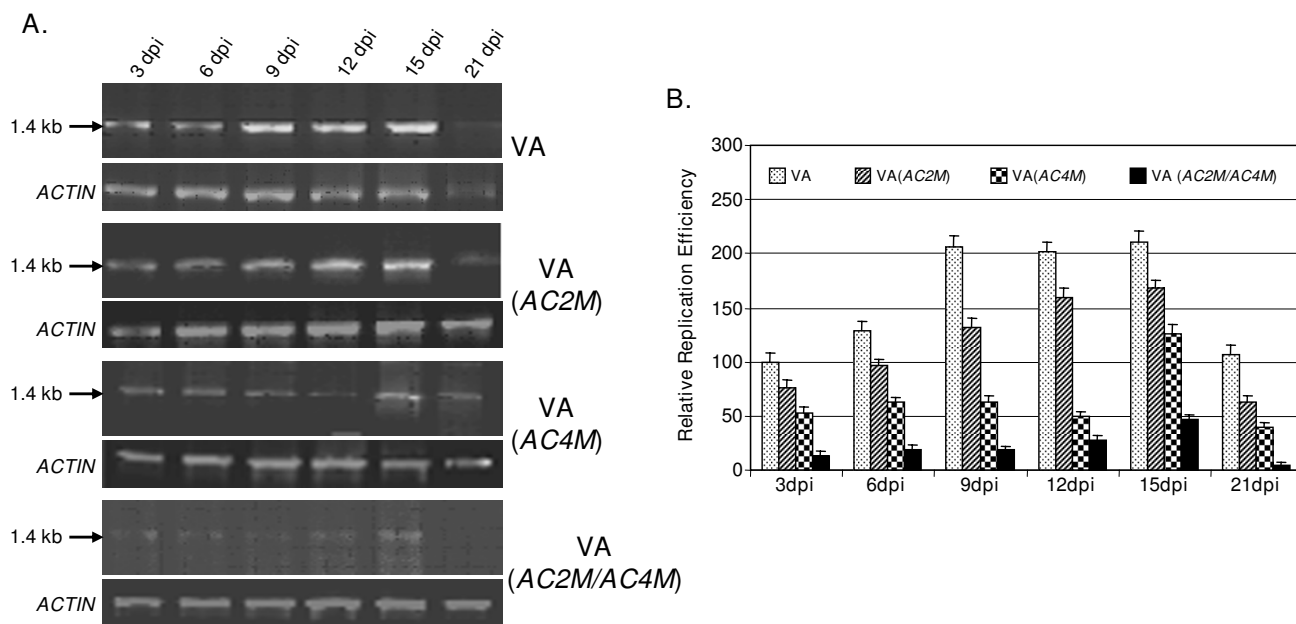 A.
3 dpi 6 dpi 9 dpi 12 dpi 15 dpi 21 dpi
1.4 kb
VA
ACTIN
1.4 kb
VA
(AC2M)
ACTIN
1.4 kb
VA
(AC4M)
ACTIN
1.4 kb
VA
(AC2M/AC4M)
ACTIN
B.
Relative Replication Efficiency
300
250
200
150
100
50
0
VA VA(AC2M) VA(AC4M) VA (AC2M/AC4M)
3dpi 6dpi 9dpi 12dpi 15dpi 21dpi